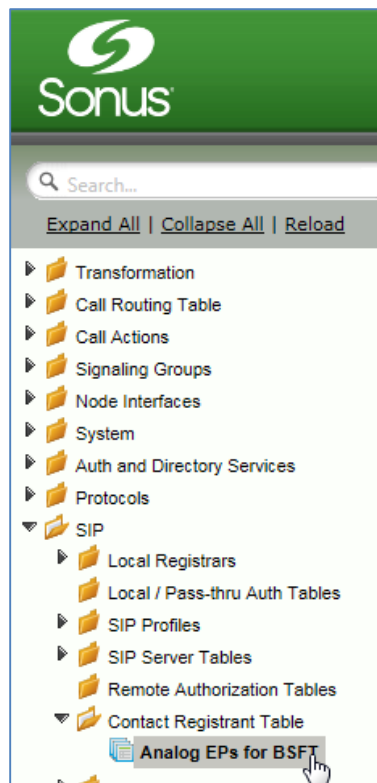 Sonus
Search...
Expand All | Collapse All | Reload
Transformation
Call Routing Table
Call Actions
Signaling Groups
Node Interfaces
System
Auth and Directory Services
Protocols
SIP
Local Registrars
Local / Pass-thru Auth Tables
SIP Profiles
SIP Server Tables
Remote Authorization Tables
Contact Registrant Table
Analog EPs for BSFT